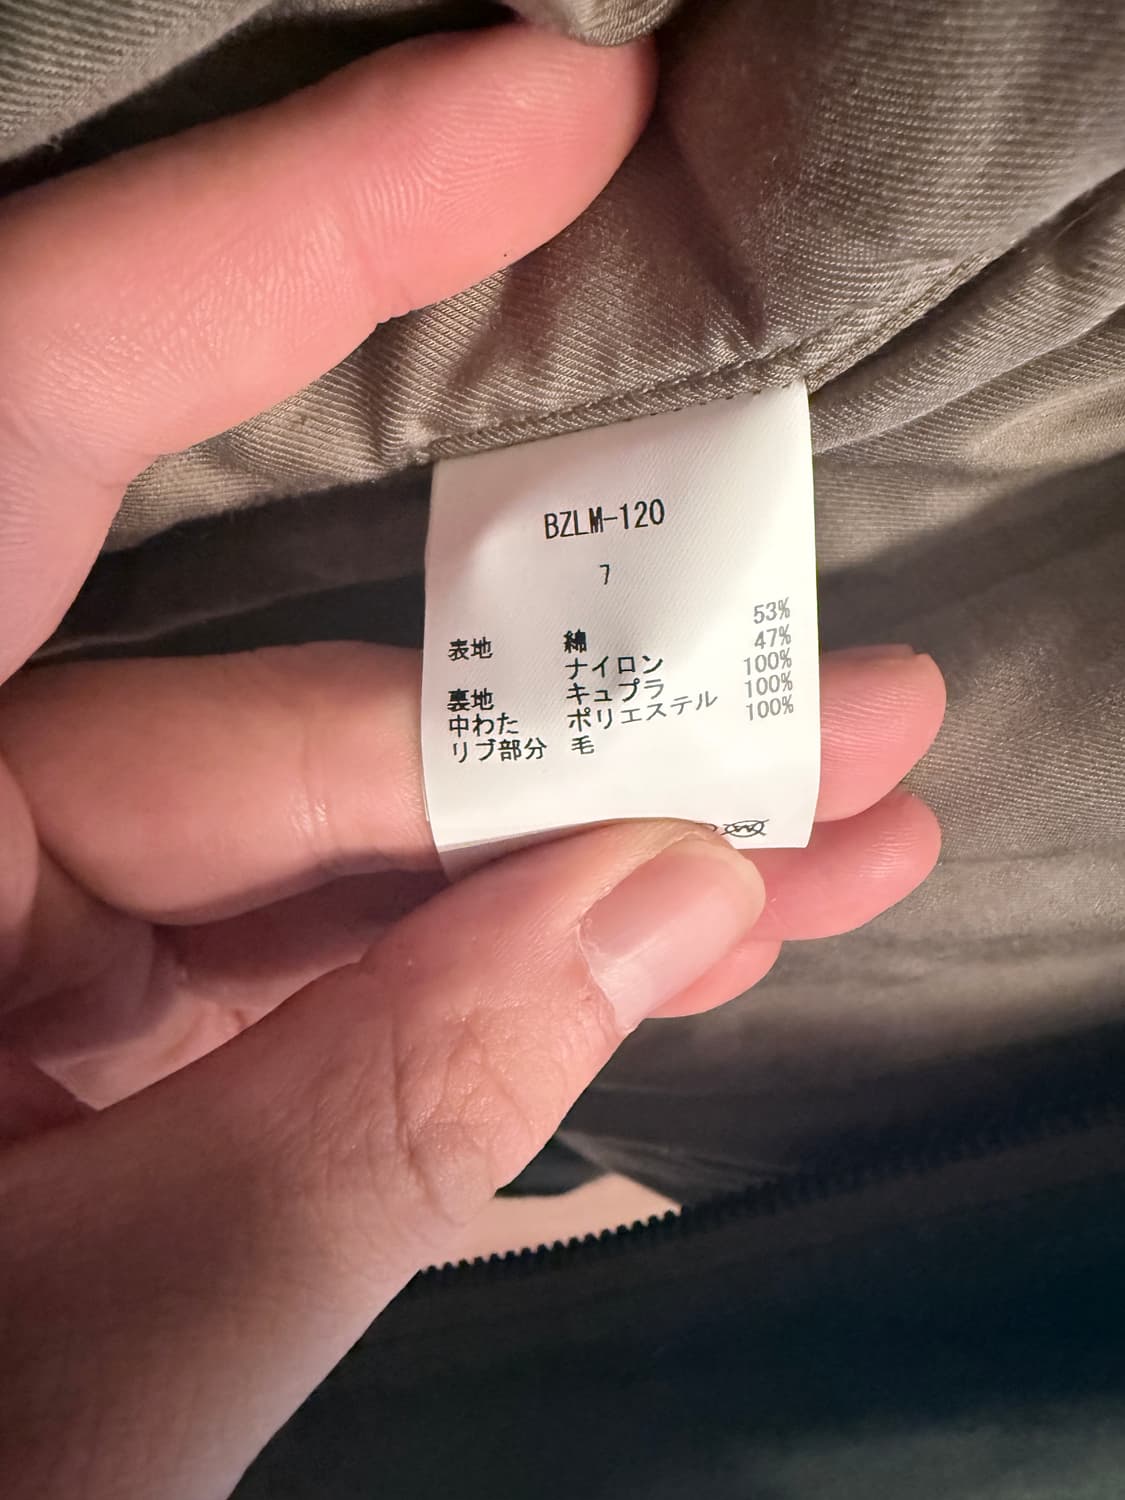 BZLM-120
7
表地 綿 53%
ナイロン 47%
裏地 キュプラ 100%
中わた ポリエステル 100%
リブ部分 毛 100%
W